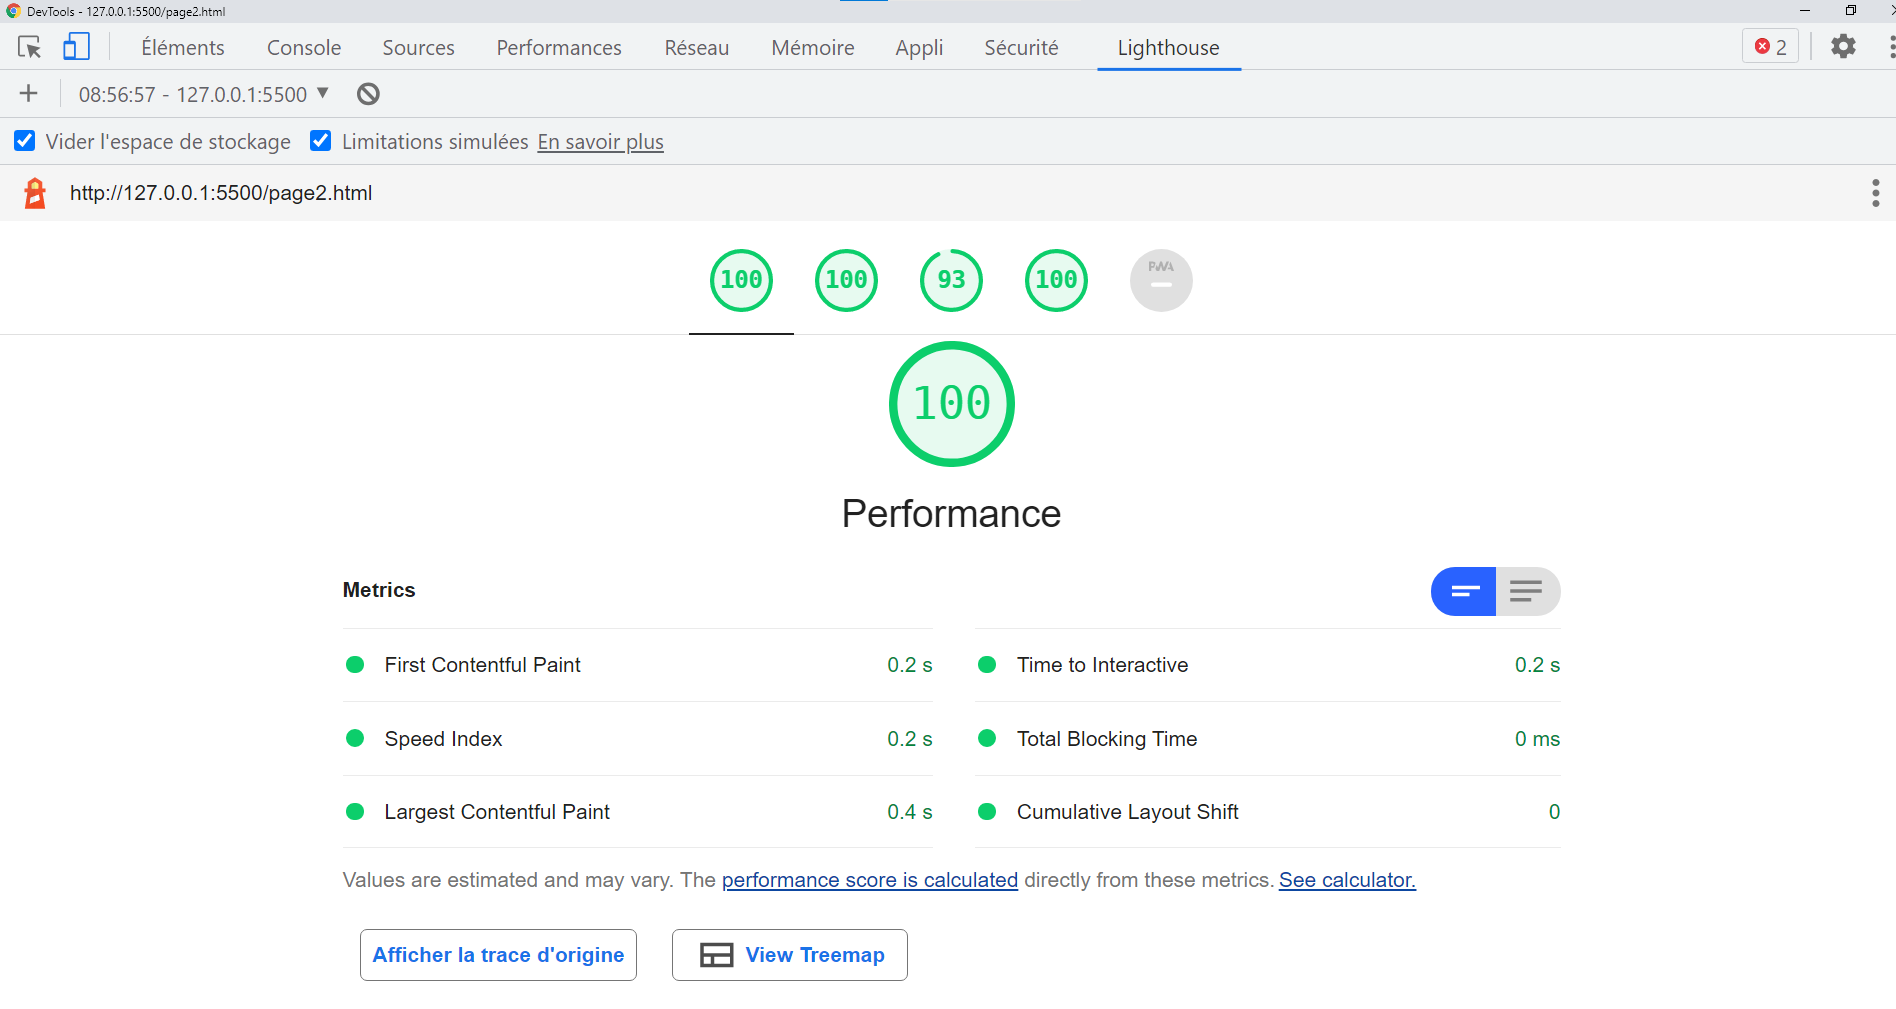 DevTools - 127.0.0.1:5500/page2.html
Éléments Console Sources Performances Réseau Mémoire Appli Sécurité Lighthouse 2
08:56:57 - 127.0.0.1:5500
Vider l'espace de stockage Limitations simulées En savoir plus
http://127.0.0.1:5500/page2.html
100 100 93 100 PWA
100
Performance
Metrics
First Contentful Paint 0.2 s Time to Interactive 0.2 s
Speed Index 0.2 s Total Blocking Time 0 ms
Largest Contentful Paint 0.4 s Cumulative Layout Shift 0
Values are estimated and may vary. The performance score is calculated directly from these metrics. See calculator.
Afficher la trace d'origine View Treemap